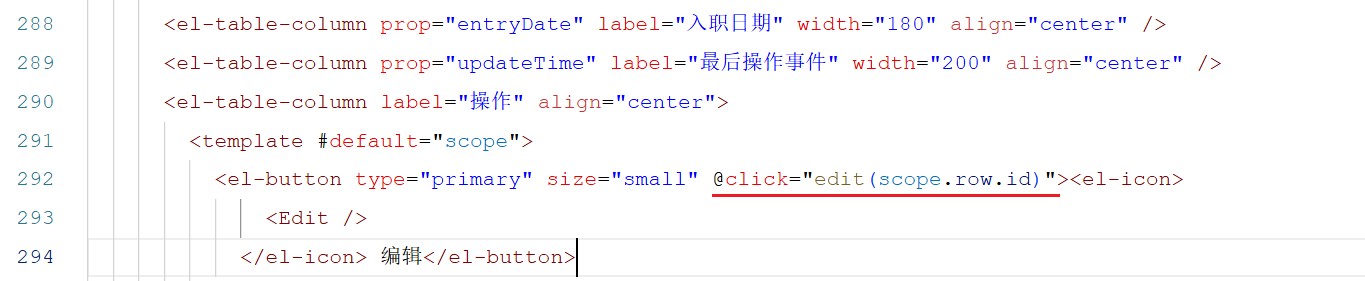 288 <el-table-column prop="entryDate" label="入职日期" width="180" align="center" />
289 <el-table-column prop="updateTime" label="最后操作事件" width="200" align="center" />
290 <el-table-column label="操作" align="center">
291 <template #default="scope">
292 <el-button type="primary" size="small" @click="edit(scope.row.id)"><el-icon>
293 <Edit />
294 </el-icon> 编辑</el-button>